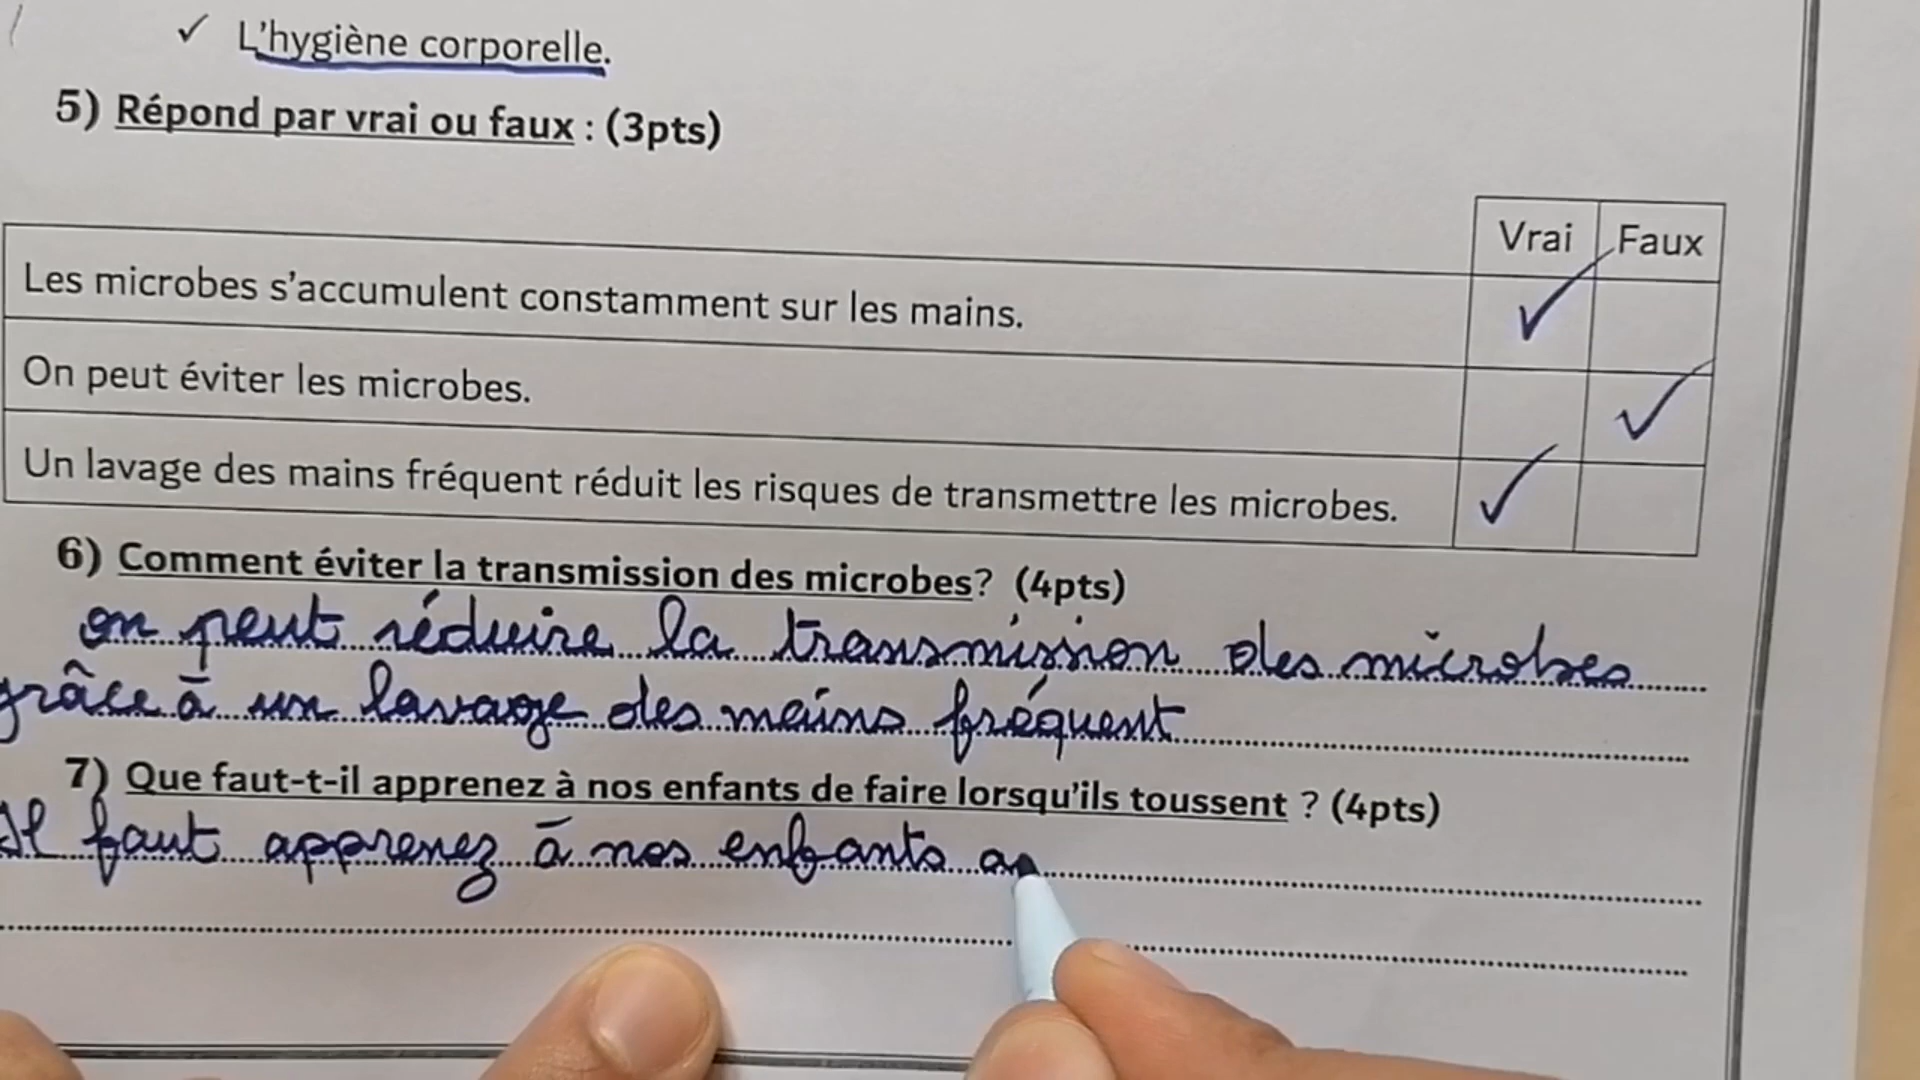 ✓ L'hygiène corporelle.
5) Répond par vrai ou faux : (3pts)
Vrai Faux
Les microbes s'accumulent constamment sur les mains. ✓
On peut éviter les microbes. ✓
Un lavage des mains fréquent réduit les risques de transmettre les microbes. ✓
6) Comment éviter la transmission des microbes? (4pts)
on peut réduire la transmission des microbes
grâce à un lavage des mains fréquent
7) Que faut-t-il apprenez à nos enfants de faire lorsqu'ils toussent ? (4pts)
Il faut apprenez à nos enfants